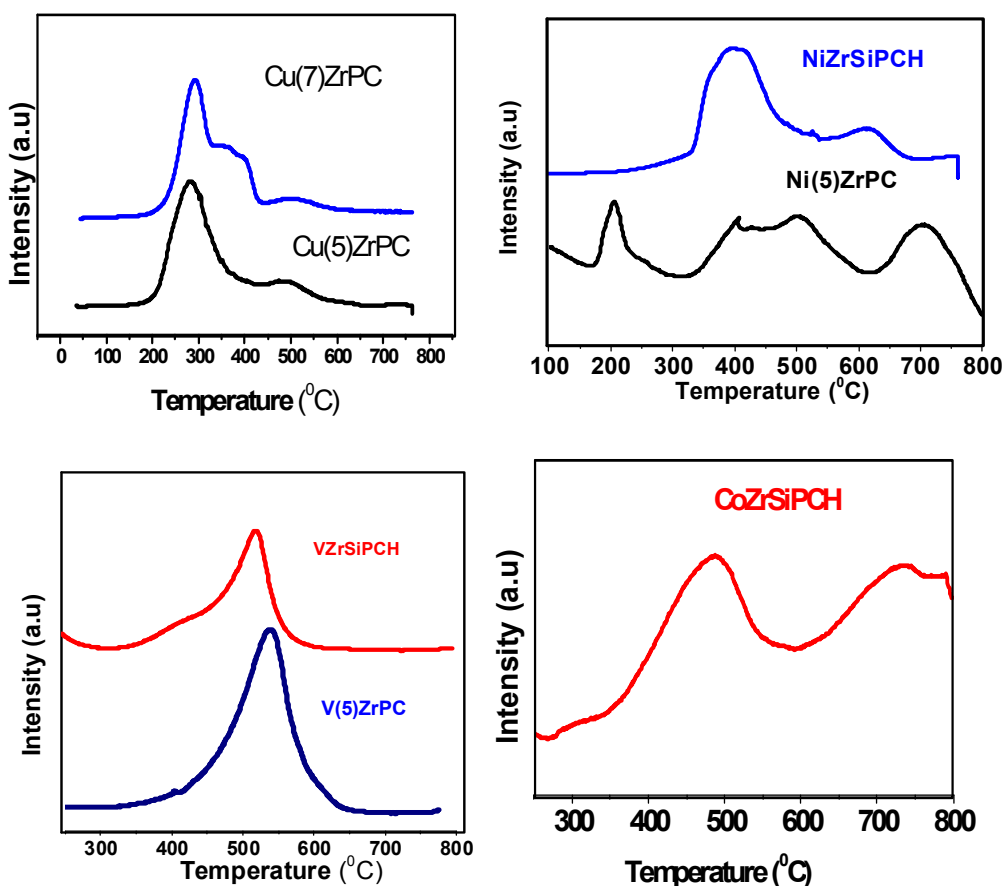 Cu(7)ZrPC
Cu(5)ZrPC
Intensity (a.u)
0 100 200 300 400 500 600 700 800
Temperature (⁰C)
NiZrSiPCH
Ni(5)ZrPC
Intensity (a.u)
100 200 300 400 500 600 700 800
Temperature (⁰C)
VZrSiPCH
V(5)ZrPC
Intensity (a.u)
300 400 500 600 700 800
Temperature (⁰C)
CoZrSiPCH
Intensity (a.u)
300 400 500 600 700 800
Temperature (⁰C)